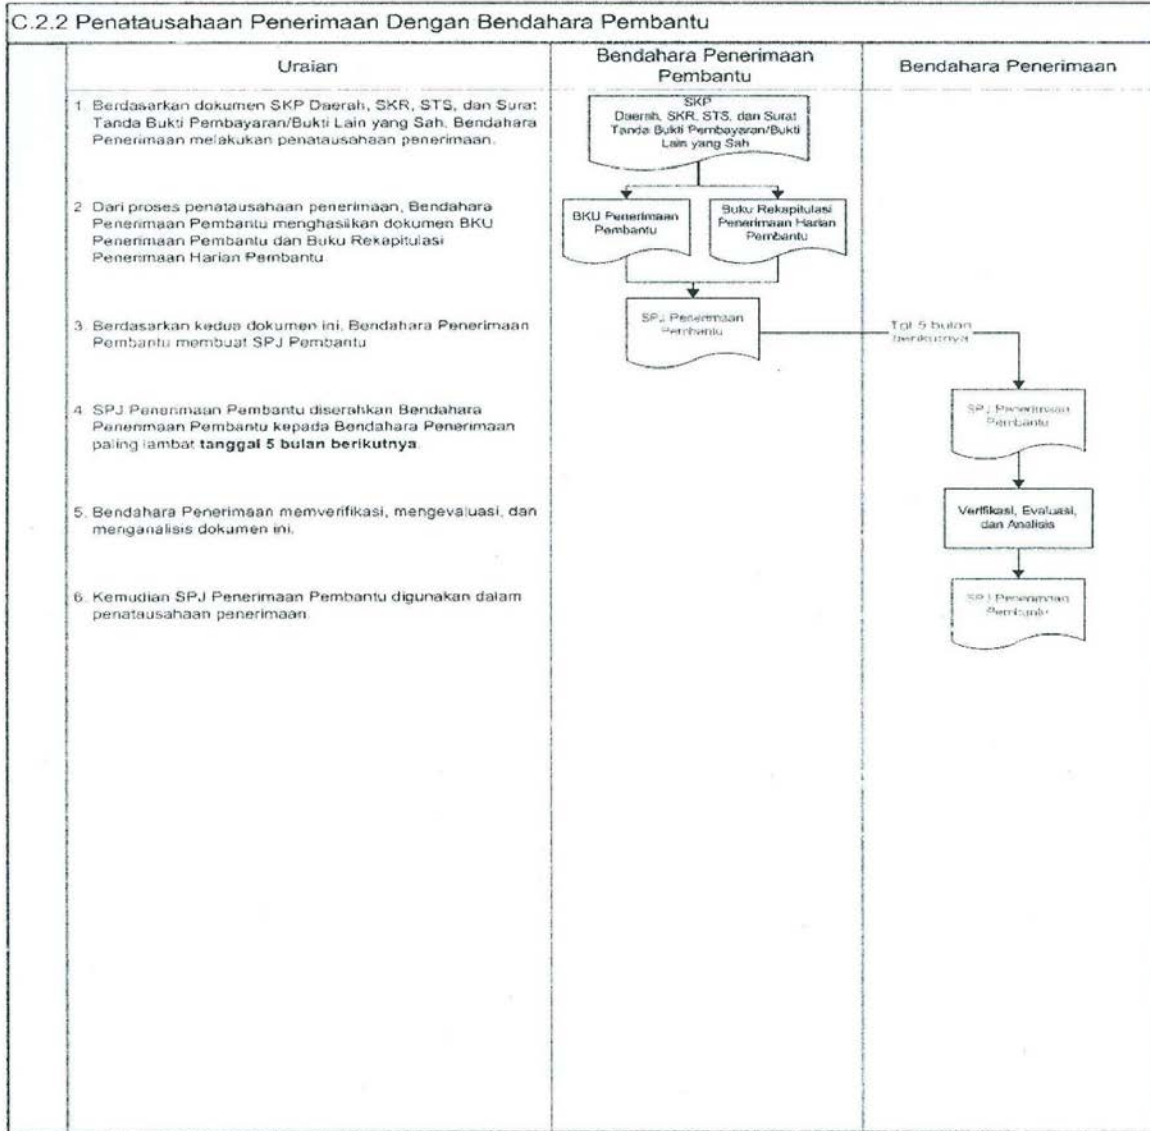 C.2.2 Penatausahaan Penerimaan Dengan Bendahara Pembantu
Uraian
Bendahara Penerimaan
Pembantu
Bendahara Penerimaan
1. Berdasarkan dokumen SKP Daerah, SKR, STS, dan Surat
Tanda Bukti Pembayaran/Bukti Lain yang Sah, Bendahara
Penerimaan melakukan penatausahaan penerimaan.
SKP
Daerah, SKR, STS, dan Surat
Tanda Bukti Pembayaran/Bukti
Lain yang Sah
2 Dari proses penatausahaan penerimaan, Bendahara
Penerimaan Pembantu menghasilkan dokumen BKU
Penerimaan Pembantu dan Buku Rekapitulasi
Penerimaan Harian Pembantu
BKU Penerimaan
Pembantu
Buku Rekapitulasi
Penerimaan Harian
Pembantu
3. Berdasarkan kedua dokumen ini, Bendahara Penerimaan
Pembantu membuat SPJ Pembantu
SPJ Penerimaan
Pembantu
Tgl 5 bulan
berikutnya
4 SPJ Penerimaan Pembantu diserahkan Bendahara
Penerimaan Pembantu kepada Bendahara Penerimaan
paling lambat tanggal 5 bulan berikutnya.
SPJ Penerimaan
Pembantu
5. Bendahara Penerimaan memverifikasi, mengevaluasi, dan
menganalisis dokumen ini.
Verifikasi, Evaluasi,
dan Analisis
6. Kemudian SPJ Penerimaan Pembantu digunakan dalam
penatausahaan penerimaan.
SPJ Penerimaan
Pembantu